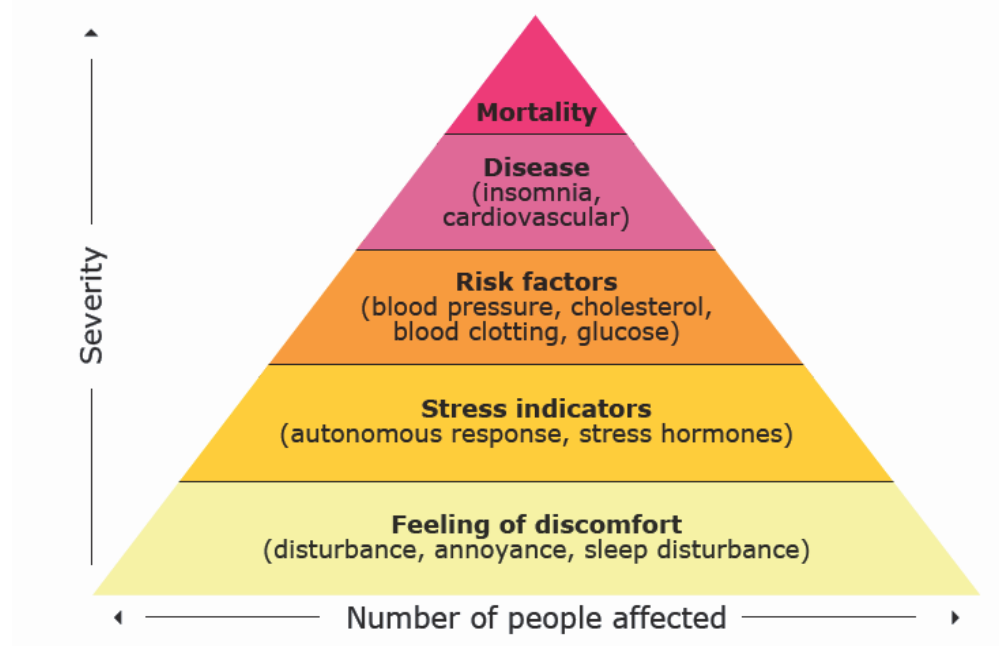 Mortality
Disease
(insomnia,
cardiovascular)
Risk factors
(blood pressure, cholesterol,
blood clotting, glucose)
Stress indicators
(autonomous response, stress hormones)
Feeling of discomfort
(disturbance, annoyance, sleep disturbance)
Severity
Number of people affected